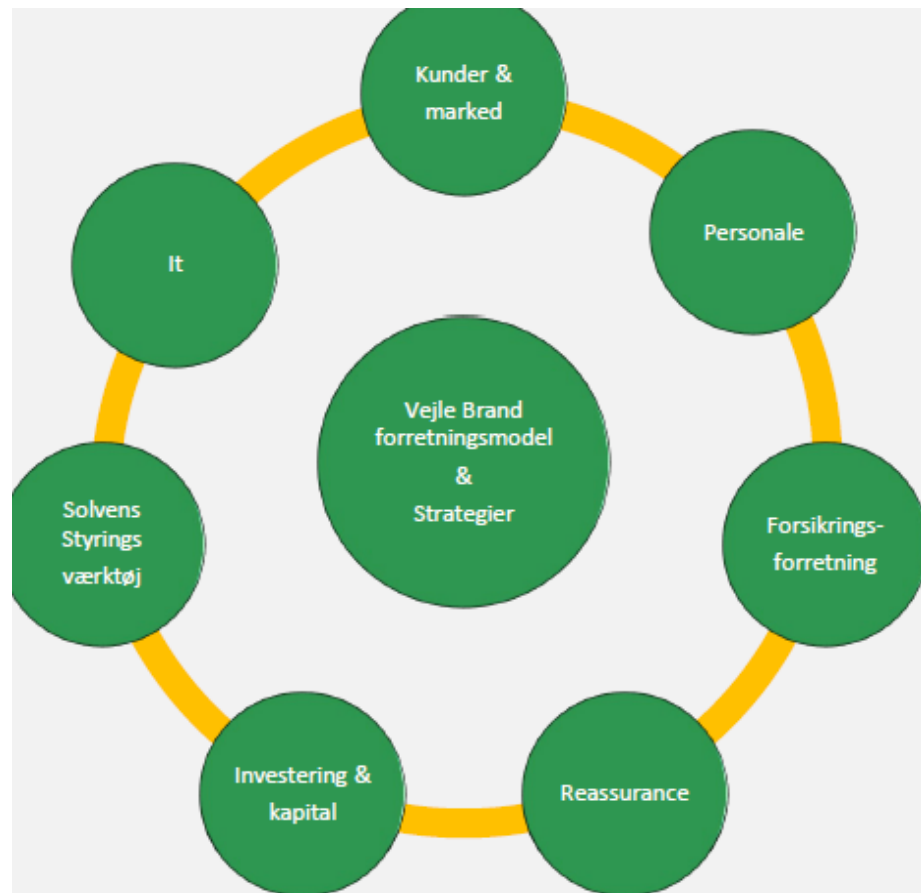 Kunder &
marked
Personale
It
Vejle Brand
forretningsmodel
&
Strategier
Forsikrings-
forretning
Solvens
Styrings
værktøj
Investering &
kapital
Reassurance